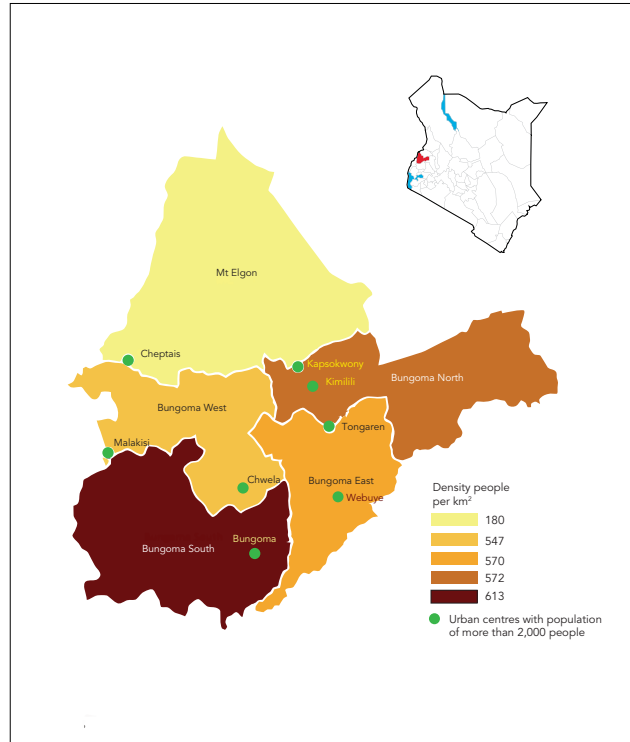 Mt Elgon
Cheptais
Kapsokwony
Kimilili
Bungoma North
Bungoma West
Tongaren
Malakisi
Chwela
Bungoma East
Webuye
Bungoma
Bungoma South
Density people
per km²
180
547
570
572
613
Urban centres with population
of more than 2,000 people